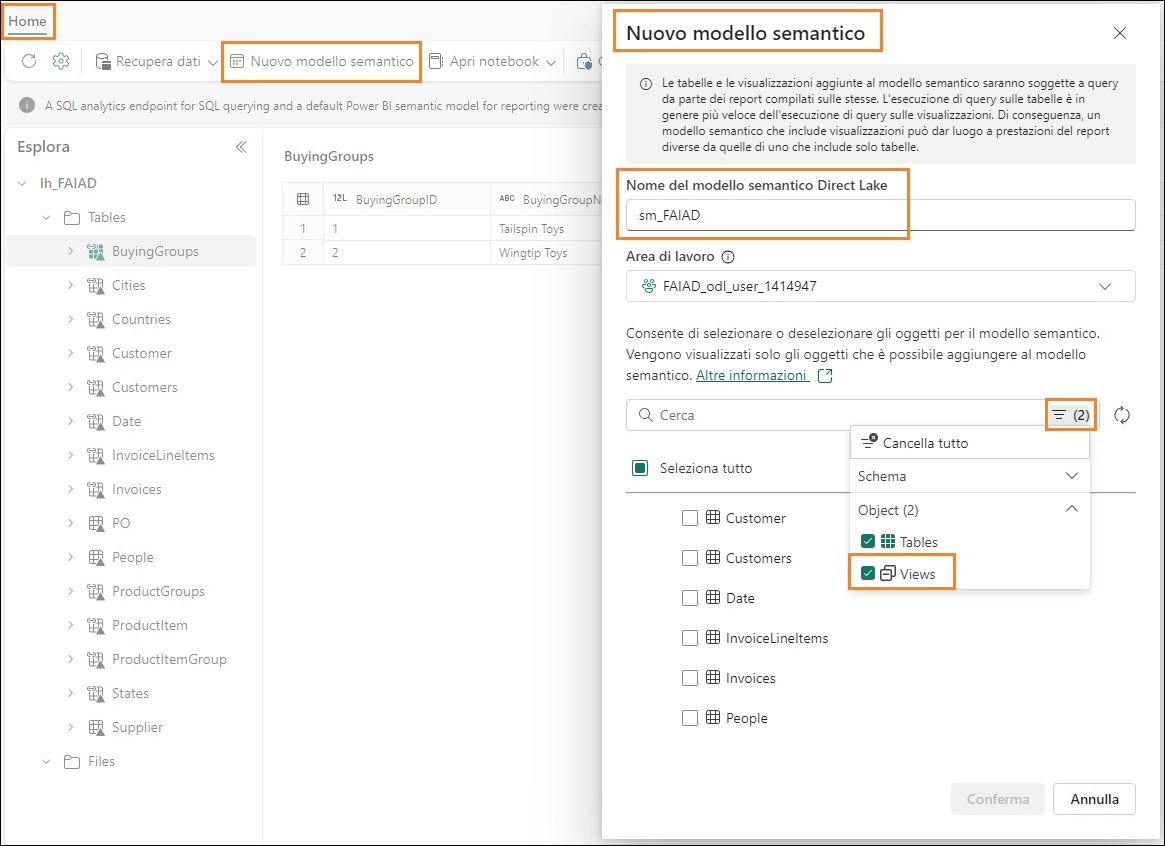 Home
Recupera dati
Nuovo modello semantico
Apri notebook
A SQL analytics endpoint for SQL querying and a default Power BI semantic model for reporting were crea
Esplora
lh_FAIAD
Tables
BuyingGroups
Cities
Countries
Customer
Customers
Date
InvoiceLineItems
Invoices
PO
People
ProductGroups
ProductItem
ProductItemGroup
States
Supplier
Files
BuyingGroups
12L BuyingGroupID
ABC BuyingGroupN
1 1 Tailspin Toys
2 2 Wingtip Toys
Nuovo modello semantico
Le tabelle e le visualizzazioni aggiunte al modello semantico saranno soggette a query
da parte dei report compilati sulle stesse. L'esecuzione di query sulle tabelle è in
genere più veloce dell'esecuzione di query sulle visualizzazioni. Di conseguenza, un
modello semantico che include visualizzazioni può dar luogo a prestazioni del report
diverse da quelle di uno che include solo tabelle.
Nome del modello semantico Direct Lake
sm_FAIAD
Area di lavoro
FAIAD_odl_user_1414947
Consente di selezionare o deselezionare gli oggetti per il modello semantico.
Vengono visualizzati solo gli oggetti che è possibile aggiungere al modello
semantico. Altre informazioni
Cerca
(2)
Cancella tutto
Schema
Object (2)
Tables
Views
Seleziona tutto
Customer
Customers
Date
InvoiceLineItems
Invoices
People
Conferma
Annulla